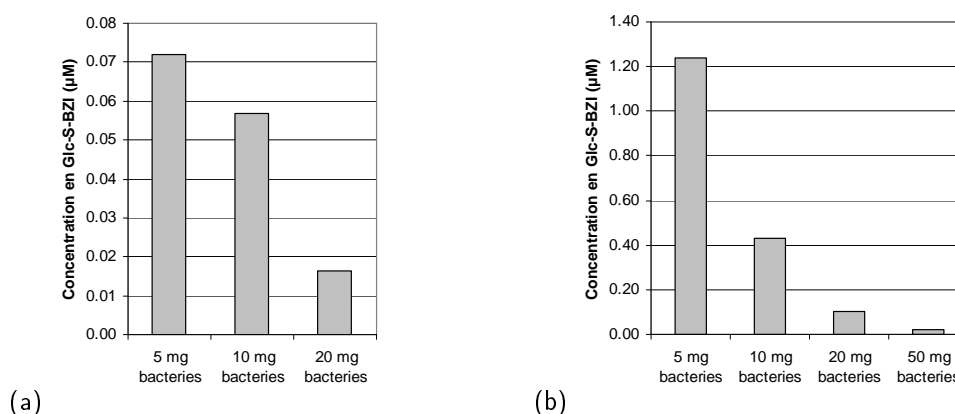 Concentration en Glc-S-BZI (µM)
0.08
0.07
0.06
0.05
0.04
0.03
0.02
0.01
0.00
5 mg
bacteries
10 mg
bacteries
20 mg
bacteries
(a)
Concentration en Glc-S-BZI (µM)
1.40
1.20
1.00
0.80
0.60
0.40
0.20
0.00
5 mg
bacteries
10 mg
bacteries
20 mg
bacteries
50 mg
bacteries
(b)